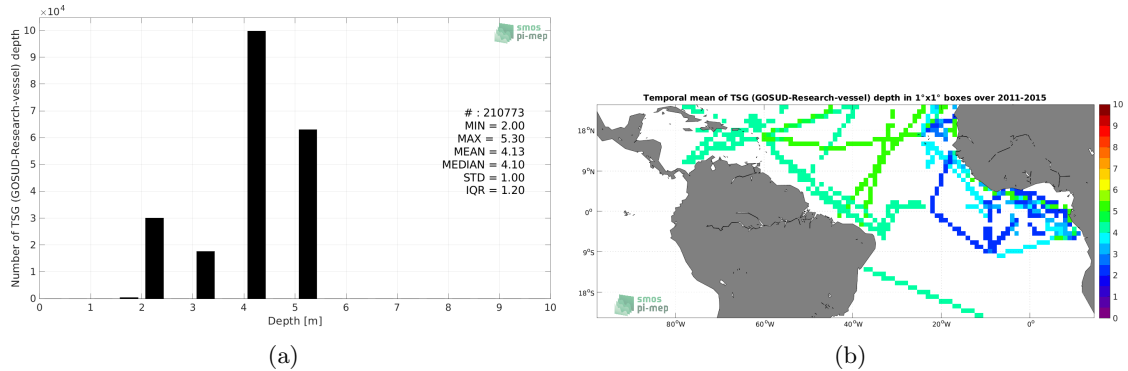 ×10⁴
10
9
8
7
6
5
4
3
2
1
0
Number of TSG (GOSUD-Research-vessel) depth
smos
pi-mep
# : 210773
MIN = 2.00
MAX = 5.30
MEAN = 4.13
MEDIAN = 4.10
STD = 1.00
IQR = 1.20
0 1 2 3 4 5 6 7 8 9 10
Depth [m]
(a)
Temporal mean of TSG (GOSUD-Research-vessel) depth in 1°x1° boxes over 2011-2015
18°N
9°N
0°
9°S
18°S
smos
pi-mep
80°W 60°W 40°W 20°W 0°
10
9
8
7
6
5
4
3
2
1
0
(b)